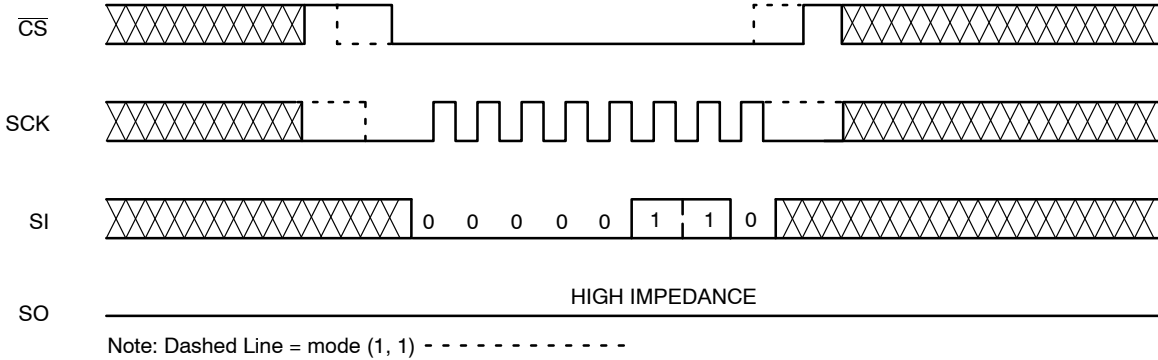 C̅S̅
SCK
SI 0 0 0 0 0 1 1 0
HIGH IMPEDANCE
SO
Note: Dashed Line = mode (1, 1) - - - - - - - - - - - -